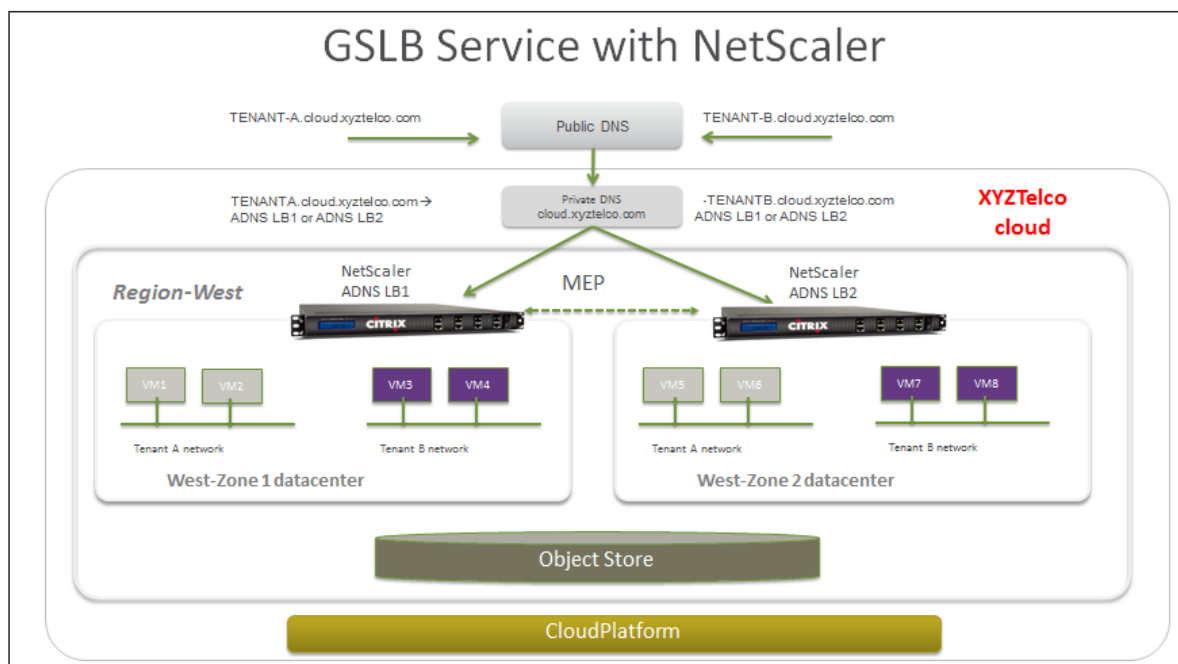 GSLB Service with NetScaler
TENANT-A.cloud.xyztelco.com
Public DNS
TENANT-B.cloud.xyztelco.com
TENANTA.cloud.xyztelco.com→
ADNS LB1 or ADNS LB2
Private DNS
cloud.xyztelco.com
-TENANTB.cloud.xyztelco.com
ADNS LB1 or ADNS LB2
XYZTelco
cloud
Region-West
NetScaler
ADNS LB1
MEP
NetScaler
ADNS LB2
CITRIX
CITRIX
VM1
VM2
VM3
VM4
VM5
VM6
VM7
VM8
Tenant A network
Tenant B network
Tenant A network
Tenant B network
West-Zone 1 datacenter
West-Zone 2 datacenter
Object Store
CloudPlatform